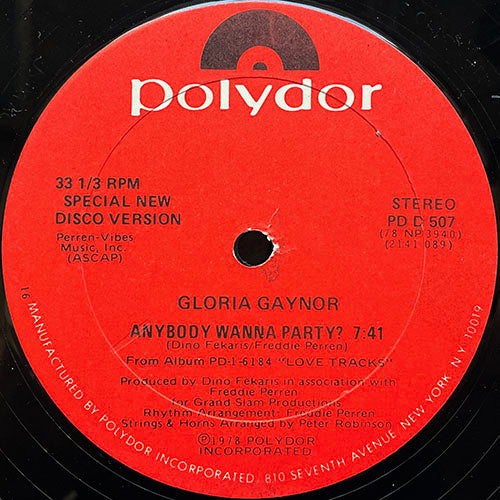 polydor
33 1/3 RPM
SPECIAL NEW
DISCO VERSION
Perren-Vibes
Music, Inc.
(ASCAP)
STEREO
PD D 507
(78 NP 3940)
(2141 089)
GLORIA GAYNOR
ANYBODY WANNA PARTY? 7:41
(Dino Fekaris/Freddie Perren)
From Album PD-1-6184 "LOVE TRACKS"
Produced by Dino Fekaris in association with
Freddie Perren
for Grand Slam Productions
Rhythm Arrangement: Freddie Perren
Strings & Horns Arranged by Peter Robinson
Ⓟ©1978 POLYDOR
INCORPORATED
16 MANUFACTURED BY POLYDOR INCORPORATED, 810 SEVENTH AVENUE, NEW YORK, N.Y. 10019